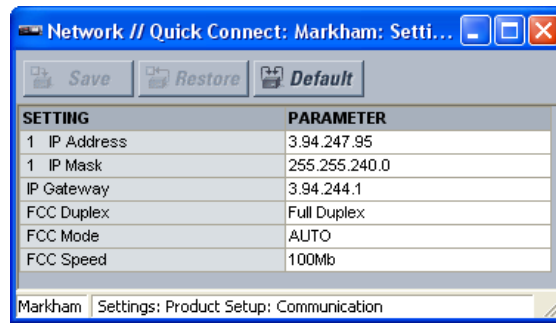 Network // Quick Connect: Markham: Setti...
Save Restore Default
SETTING PARAMETER
1 IP Address 3.94.247.95
1 IP Mask 255.255.240.0
IP Gateway 3.94.244.1
FCC Duplex Full Duplex
FCC Mode AUTO
FCC Speed 100Mb
Markham Settings: Product Setup: Communication